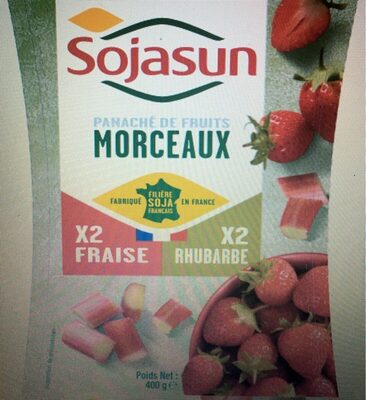 Sojasun
PANACHÉ DE FRUITS
MORCEAUX
FILIÈRE
FABRIQUÉ SOJA EN FRANCE
FRANÇAIS
X2 X2
FRAISE RHUBARBE
Poids Net :
400 g e